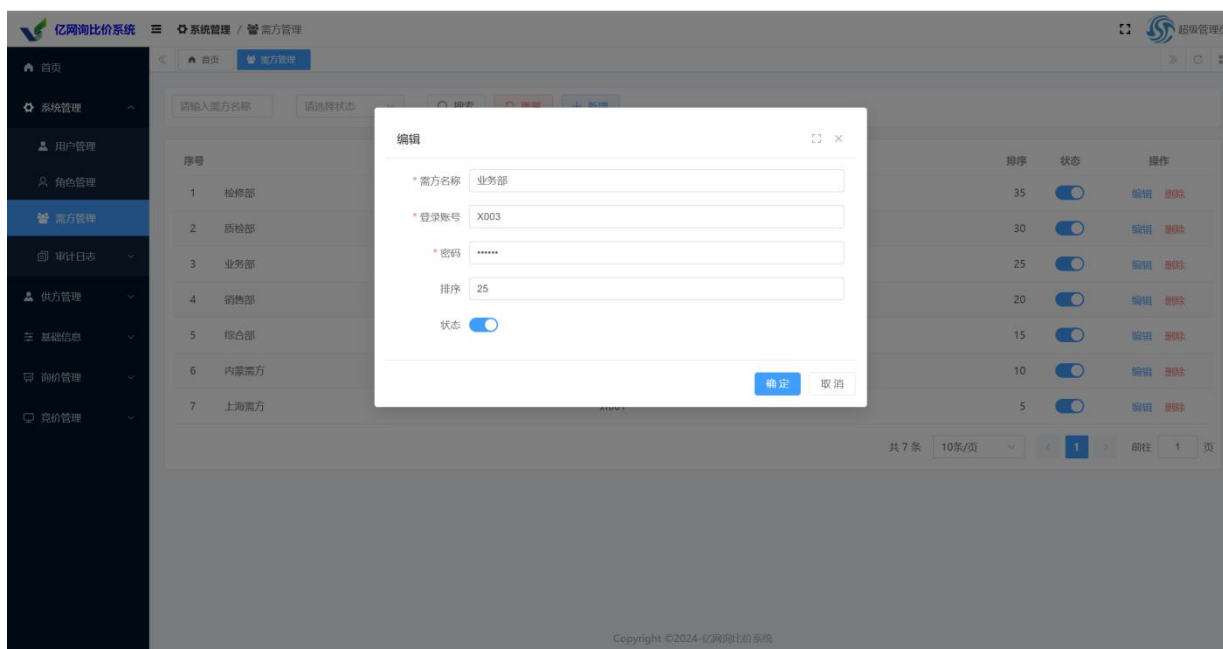 亿网询比价系统 系统管理 / 需方管理 超级管理员
首页 首页 需方管理
系统管理 请输入需方名称 请选择状态 搜索 重置 新增
用户管理
角色管理
需方管理
审计日志
供方管理
基础信息
询价管理
竞价管理
序号 排序 状态 操作
1 检修部 35 编辑 删除
2 质检部 30 编辑 删除
3 业务部 25 编辑 删除
4 销售部 20 编辑 删除
5 综合部 15 编辑 删除
6 内蒙需方 10 编辑 删除
7 上海需方 5 编辑 删除
编辑
* 需方名称 业务部
* 登录账号 X003
* 密码 ••••••
排序 25
状态
确定 取消
共 7 条 10条/页 1 前往 1 页
Copyright ©2024-亿网询比价系统